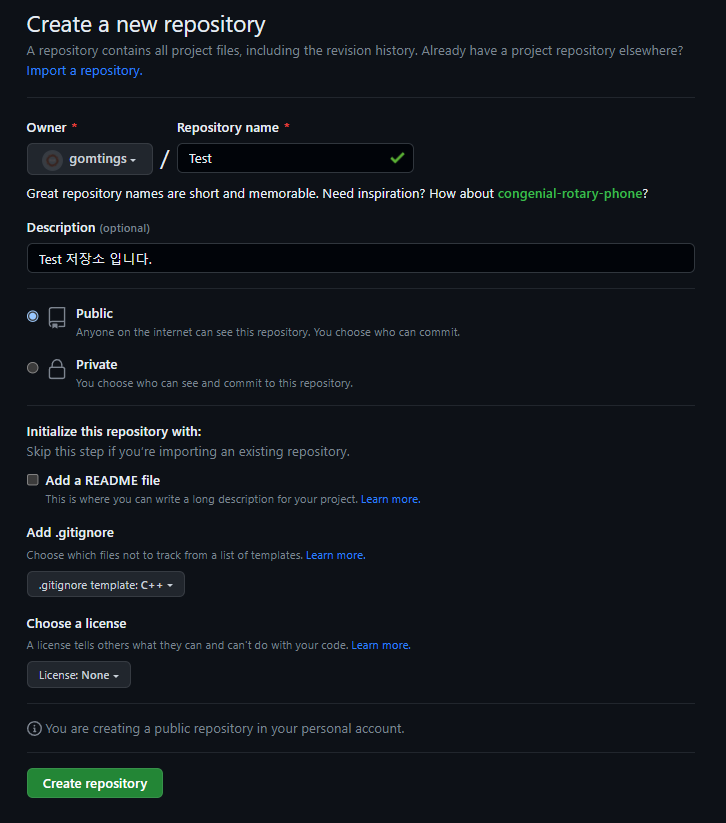 Create a new repository
A repository contains all project files, including the revision history. Already have a project repository elsewhere?
Import a repository.
Owner * Repository name *
gomtings / Test
Great repository names are short and memorable. Need inspiration? How about congenial-rotary-phone?
Description (optional)
Test 저장소 입니다.
Public
Anyone on the internet can see this repository. You choose who can commit.
Private
You choose who can see and commit to this repository.
Initialize this repository with:
Skip this step if you're importing an existing repository.
Add a README file
This is where you can write a long description for your project. Learn more.
Add .gitignore
Choose which files not to track from a list of templates. Learn more.
.gitignore template: C++
Choose a license
A license tells others what they can and can't do with your code. Learn more.
License: None
You are creating a public repository in your personal account.
Create repository